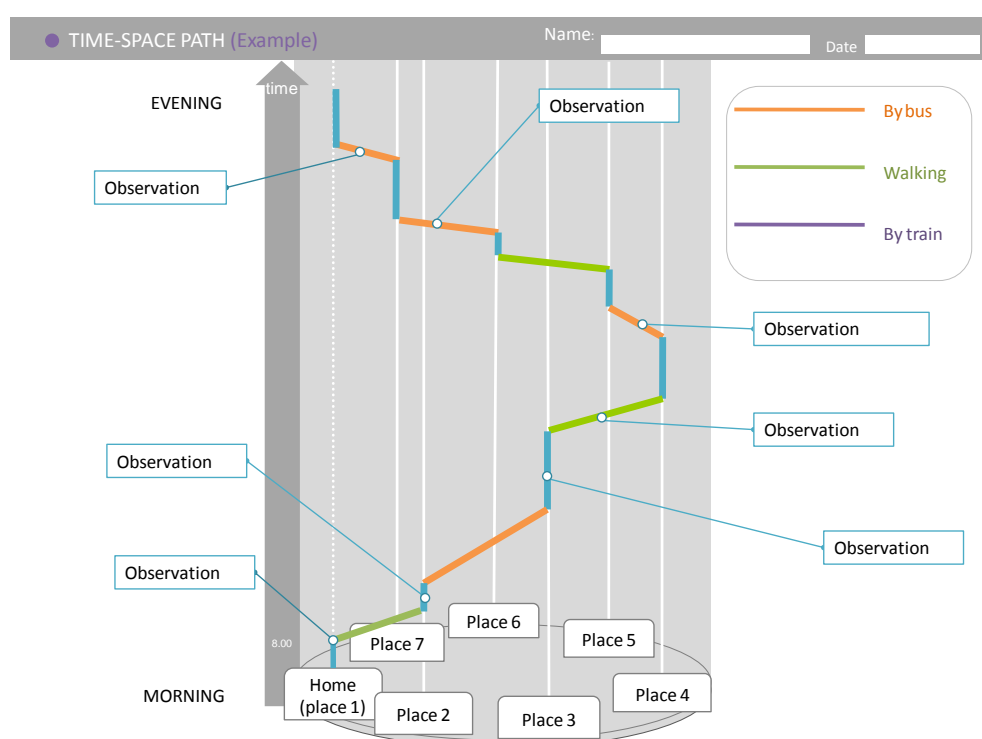 TIME-SPACE PATH (Example)
Name:
Date
time
EVENING
Observation
By bus
Observation
Walking
By train
Observation
Observation
Observation
Observation
Observation
8.00
Place 6
Place 7
Place 5
MORNING
Home
(place 1)
Place 2
Place 3
Place 4